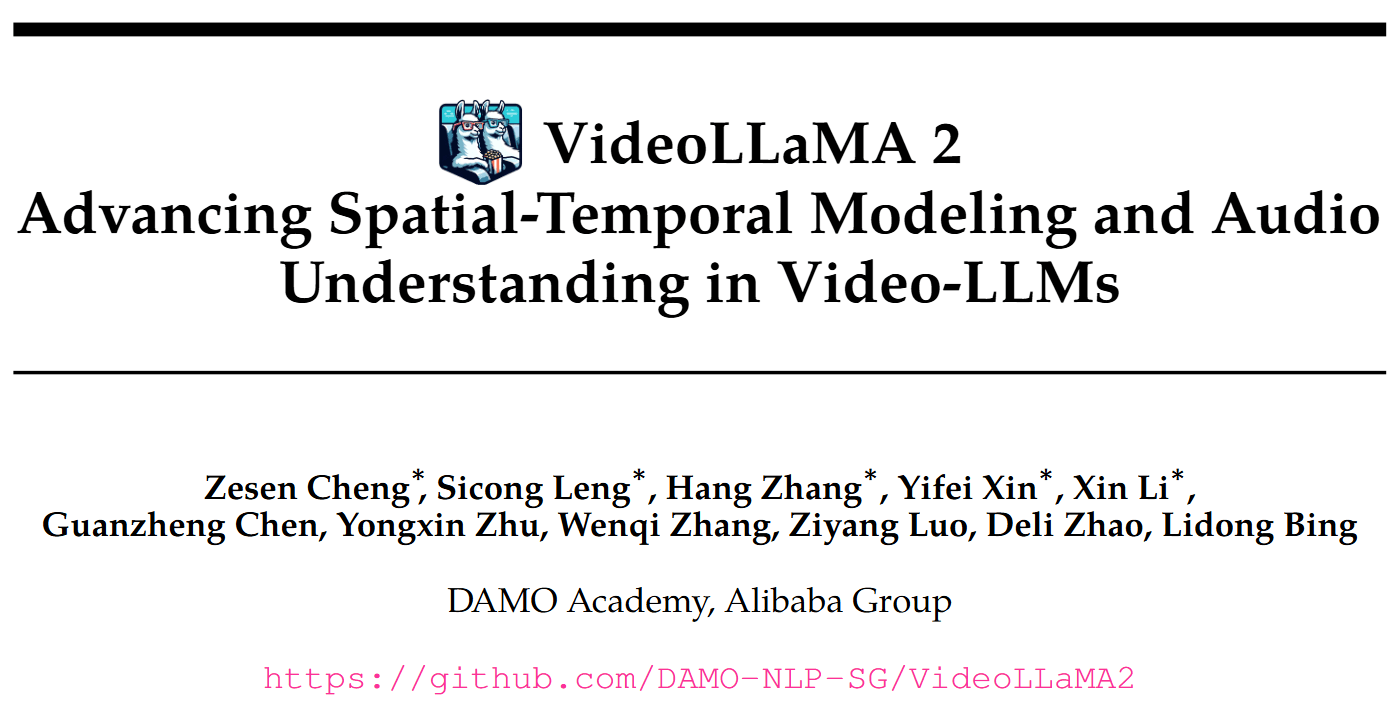 VideoLLaMA 2
Advancing Spatial-Temporal Modeling and Audio
Understanding in Video-LLMs
Zesen Cheng*, Sicong Leng*, Hang Zhang*, Yifei Xin*, Xin Li*,
Guanzheng Chen, Yongxin Zhu, Wenqi Zhang, Ziyang Luo, Deli Zhao, Lidong Bing
DAMO Academy, Alibaba Group
https://github.com/DAMO-NLP-SG/VideoLLaMA2